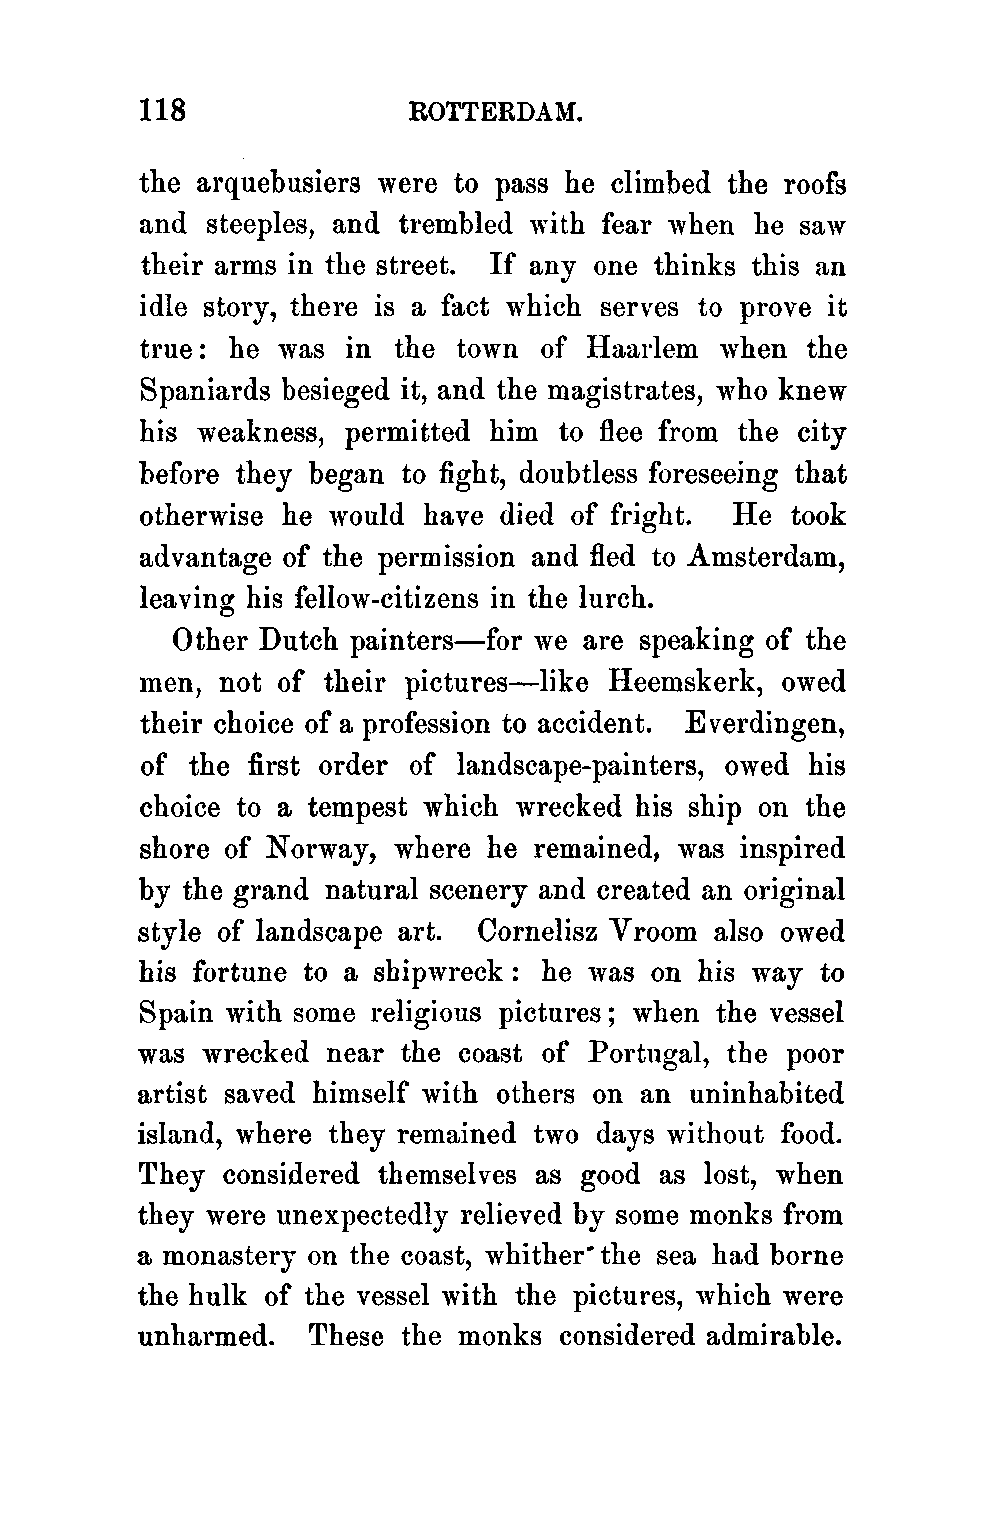 118 ROTTERDAM.
the arquebusiers were to pass he climbed the roofs
and steeples, and trembled with fear when he saw
their arms in the street. If any one thinks this an
idle story, there is a fact which serves to prove it
true: he was in the town of Haarlem when the
Spaniards besieged it, and the magistrates, who knew
his weakness, permitted him to flee from the city
before they began to fight, doubtless foreseeing that
otherwise he would have died of fright. He took
advantage of the permission and fled to Amsterdam,
leaving his fellow-citizens in the lurch.
Other Dutch painters—for we are speaking of the
men, not of their pictures—like Heemskerk, owed
their choice of a profession to accident. Everdingen,
of the first order of landscape-painters, owed his
choice to a tempest which wrecked his ship on the
shore of Norway, where he remained, was inspired
by the grand natural scenery and created an original
style of landscape art. Cornelisz Vroom also owed
his fortune to a shipwreck: he was on his way to
Spain with some religious pictures; when the vessel
was wrecked near the coast of Portugal, the poor
artist saved himself with others on an uninhabited
island, where they remained two days without food.
They considered themselves as good as lost, when
they were unexpectedly relieved by some monks from
a monastery on the coast, whither the sea had borne
the hulk of the vessel with the pictures, which were
unharmed. These the monks considered admirable.